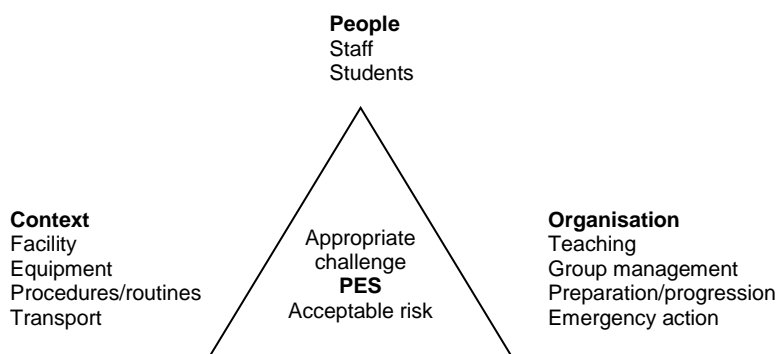 People
Staff
Students
Context
Facility
Equipment
Procedures/routines
Transport
Appropriate
challenge
PES
Acceptable risk
Organisation
Teaching
Group management
Preparation/progression
Emergency action